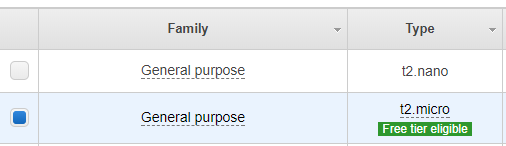 Family Type
General purpose t2.nano
General purpose t2.micro
Free tier eligible